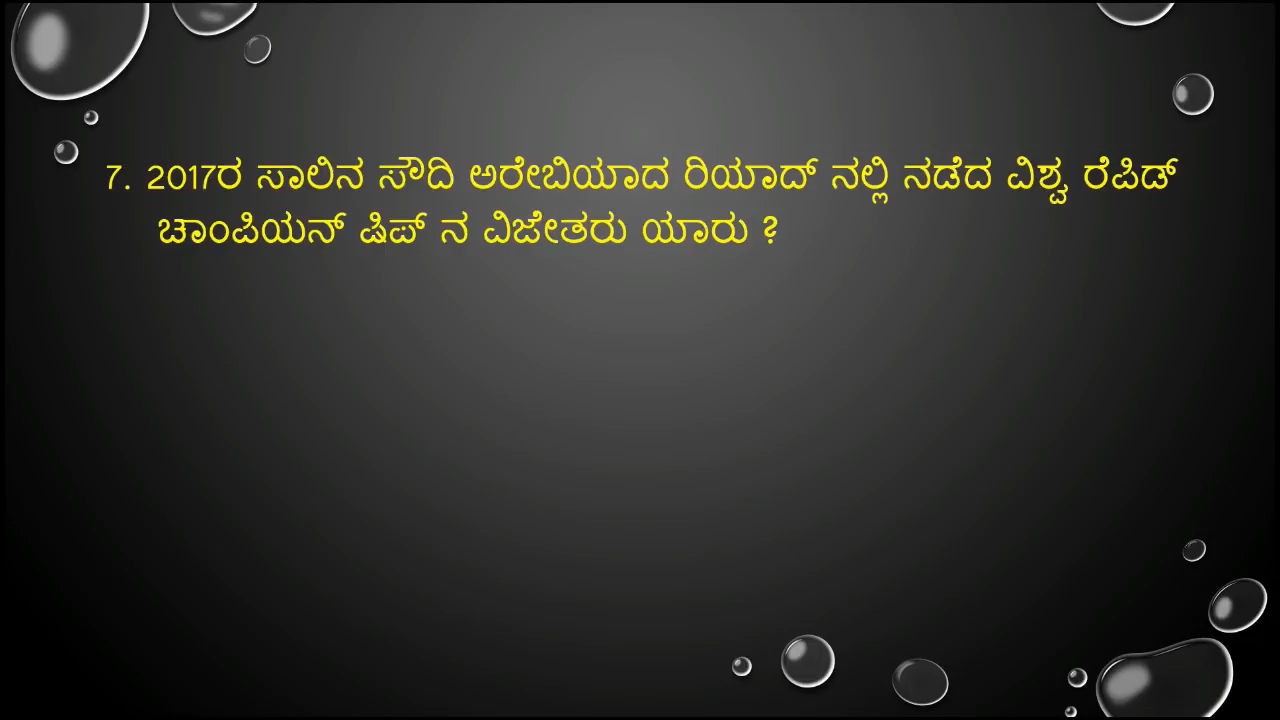 7. 2017ರ ಸಾಲಿನ ಸೌದಿ ಅರೇಬಿಯಾದ ರಿಯಾದ್ ನಲ್ಲಿ ನಡೆದ ವಿಶ್ವ ರೆಪಿಡ್
ಚಾಂಪಿಯನ್ ಷಿಪ್ ನ ವಿಜೇತರು ಯಾರು ?